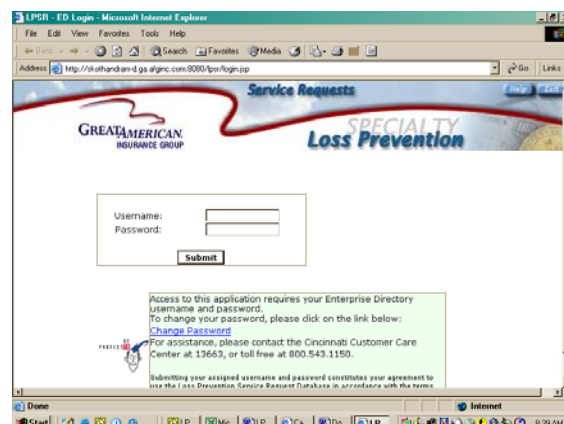 LPSR - ED Login - Microsoft Internet Explorer
File Edit View Favorites Tools Help
Back Search Favorites Media
Address http://skothandram-d.ga.afginc.com:8080/lpsr/login.jsp Go Links
Service Requests Help Exit
GREATAMERICAN
INSURANCE GROUP
SPECIALTY
Loss Prevention
Username:
Password:
Submit
Access to this application requires your Enterprise Directory
username and password.
To change your password, please click on the link below:
Change Password
For assistance, please contact the Cincinnati Customer Care
Center at 13663, or toll free at 800.543.1150.
Submitting your assigned username and password constitutes your agreement to
use the Loss Prevention Service Request Database in accordance with the terms
Done Internet
Start 8:39 AM